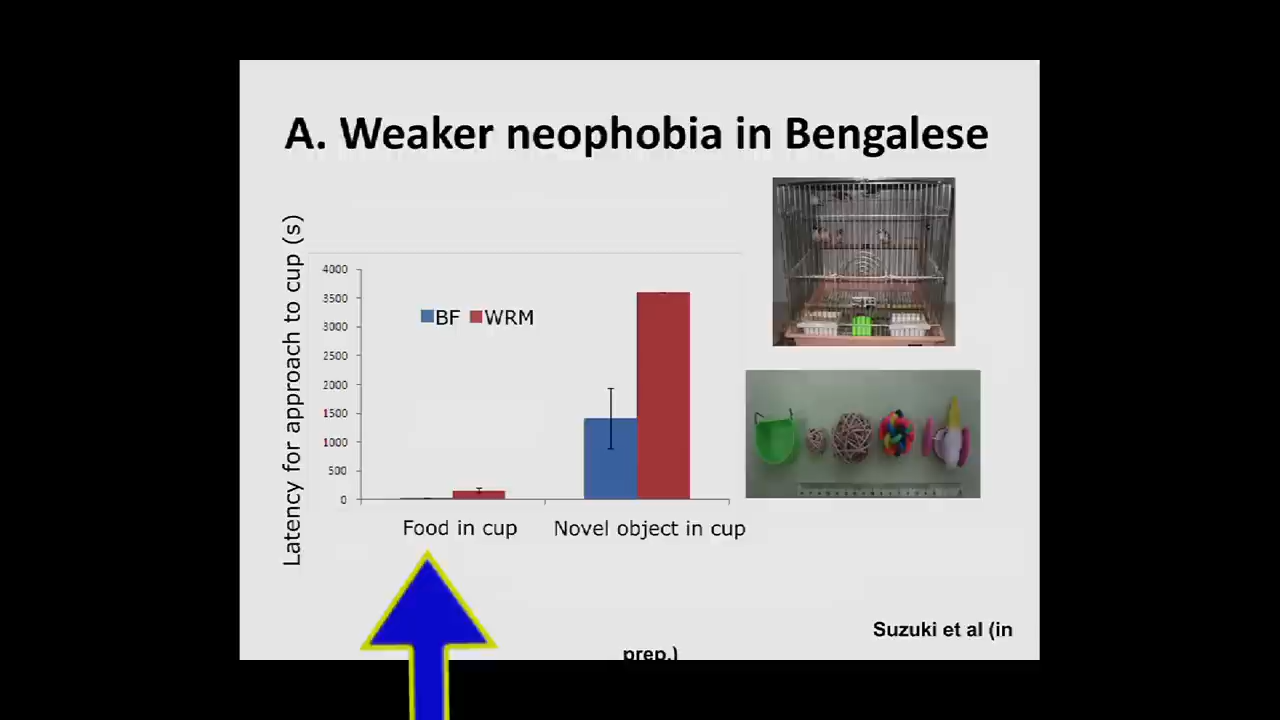 A. Weaker neophobia in Bengalese
Latency for approach to cup (s)
4000
3500
3000
2500
2000
1500
1000
500
0
BF WRM
Food in cup Novel object in cup
Suzuki et al (in
prep.)